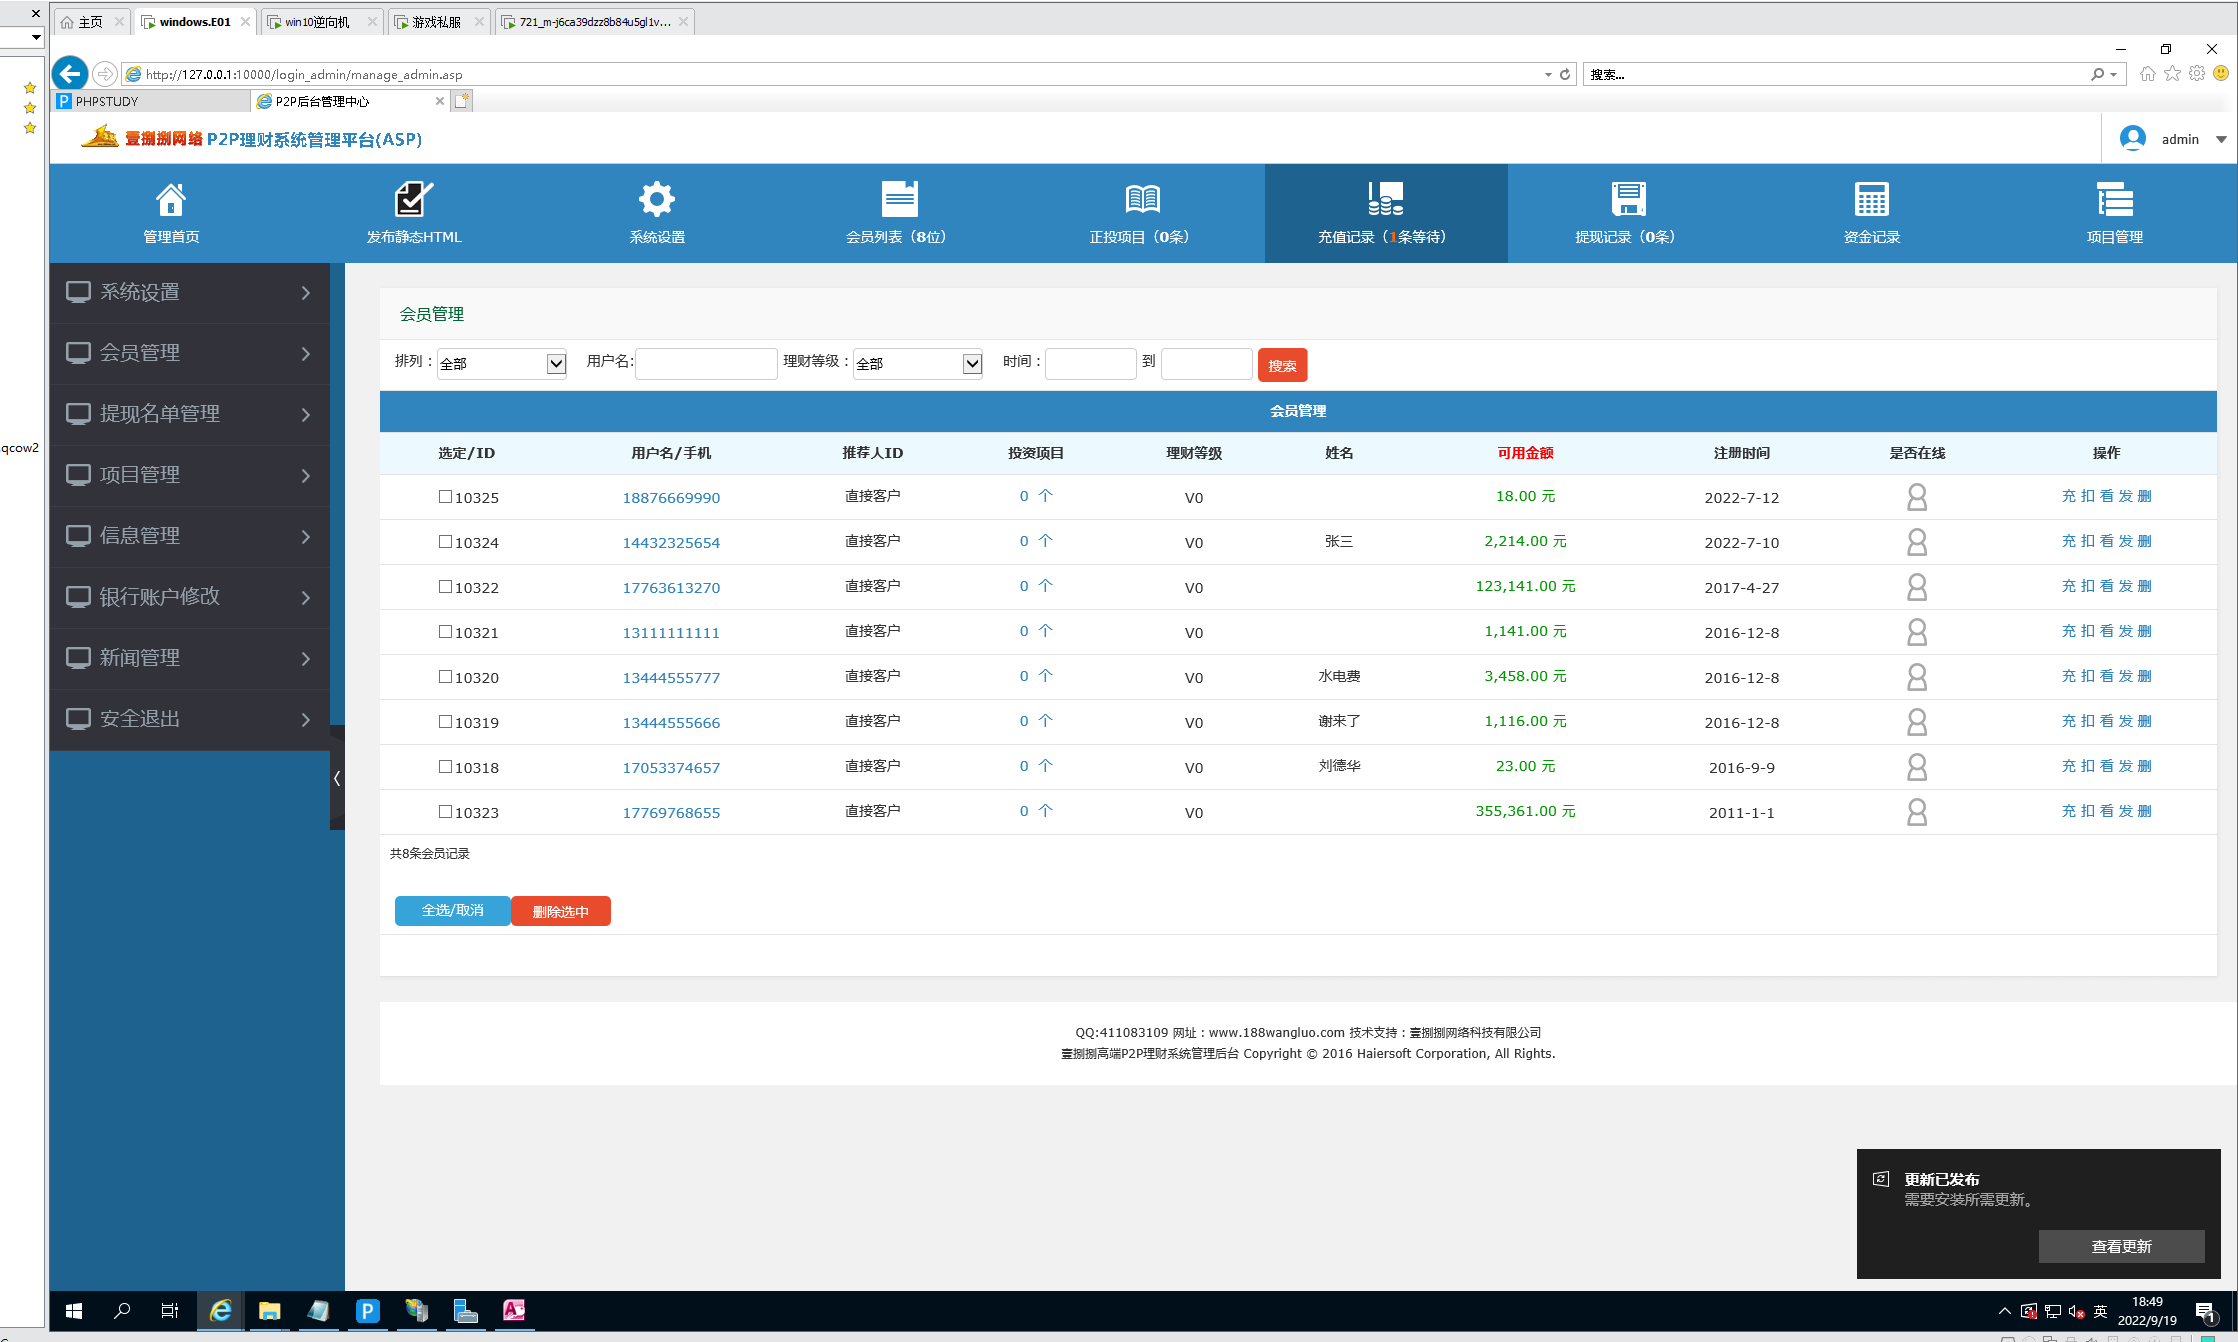 主页
windows.E01
win10逆向机
游戏私服
721_m-j6ca39dzz8b84u5gl1v...
http://127.0.0.1:10000/login_admin/manage_admin.asp
搜索...
PHPSTUDY
P2P后台管理中心
壹捌捌网络 P2P理财系统管理平台(ASP)
admin
管理首页
发布静态HTML
系统设置
会员列表（8位）
正投项目（0条）
充值记录（1条等待）
提现记录（0条）
资金记录
项目管理
系统设置
会员管理
提现名单管理
项目管理
信息管理
银行账户修改
新闻管理
安全退出
.qcow2
会员管理
排列：全部 用户名: 理财等级：全部 时间： 到 搜索
会员管理
选定/ID 用户名/手机 推荐人ID 投资项目 理财等级 姓名 可用金额 注册时间 是否在线 操作
10325 18876669990 直接客户 0 个 V0 18.00 元 2022-7-12 充 扣 看 发 删
10324 14432325654 直接客户 0 个 V0 张三 2,214.00 元 2022-7-10 充 扣 看 发 删
10322 17763613270 直接客户 0 个 V0 123,141.00 元 2017-4-27 充 扣 看 发 删
10321 13111111111 直接客户 0 个 V0 1,141.00 元 2016-12-8 充 扣 看 发 删
10320 13444555777 直接客户 0 个 V0 水电费 3,458.00 元 2016-12-8 充 扣 看 发 删
10319 13444555666 直接客户 0 个 V0 谢来了 1,116.00 元 2016-12-8 充 扣 看 发 删
10318 17053374657 直接客户 0 个 V0 刘德华 23.00 元 2016-9-9 充 扣 看 发 删
10323 17769768655 直接客户 0 个 V0 355,361.00 元 2011-1-1 充 扣 看 发 删
共8条会员记录
全选/取消 删除选中
QQ:411083109 网址：www.188wangluo.com 技术支持：壹捌捌网络科技有限公司
壹捌捌高端P2P理财系统管理后台 Copyright © 2016 Haiersoft Corporation, All Rights.
更新已发布
需要安装所需更新。
查看更新
英
18:49
2022/9/19
1